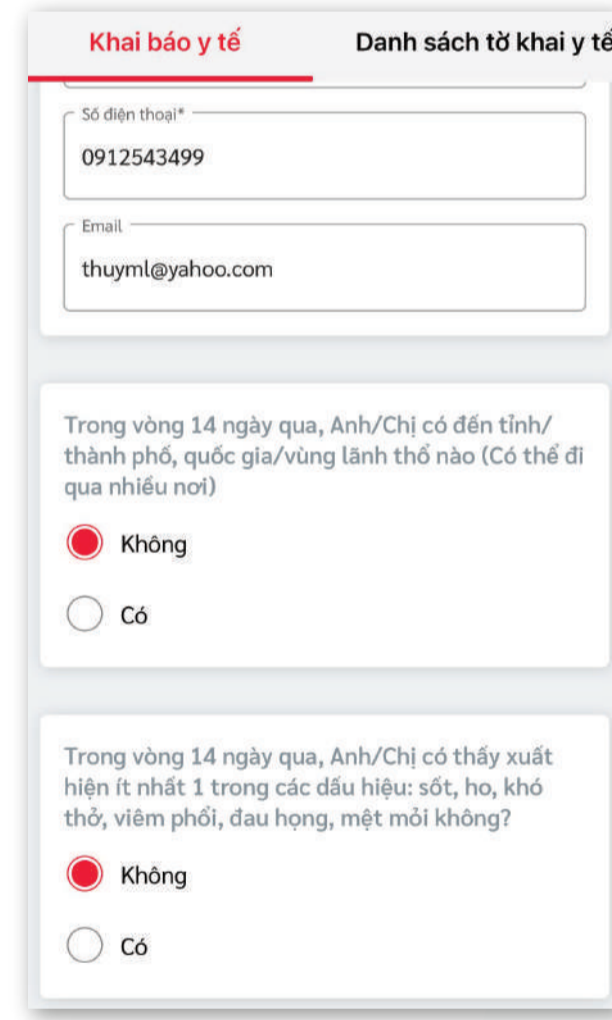 Khai báo y tế
Danh sách tờ khai y tế
Số điện thoại*
0912543499
Email
thuyml@yahoo.com
Trong vòng 14 ngày qua, Anh/Chị có đến tỉnh/
thành phố, quốc gia/vùng lãnh thổ nào (Có thể đi
qua nhiều nơi)
Không
Có
Trong vòng 14 ngày qua, Anh/Chị có thấy xuất
hiện ít nhất 1 trong các dấu hiệu: sốt, ho, khó
thở, viêm phổi, đau họng, mệt mỏi không?
Không
Có